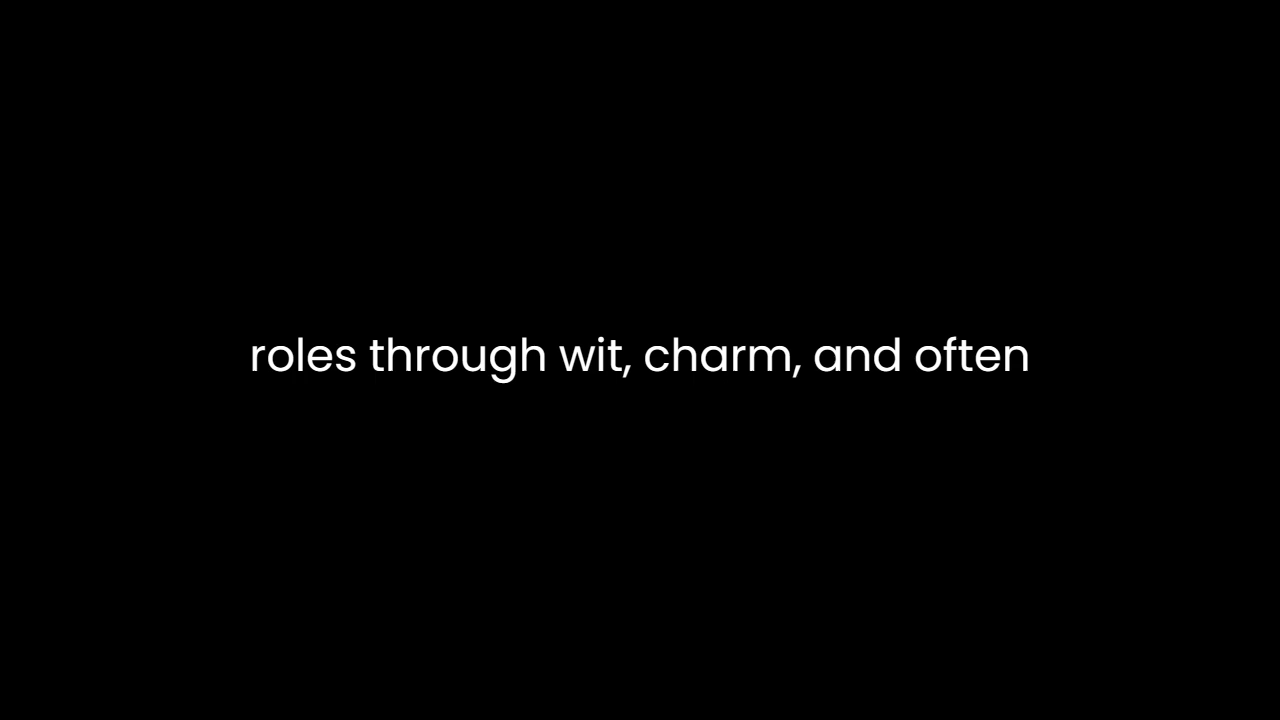 roles through wit, charm, and often